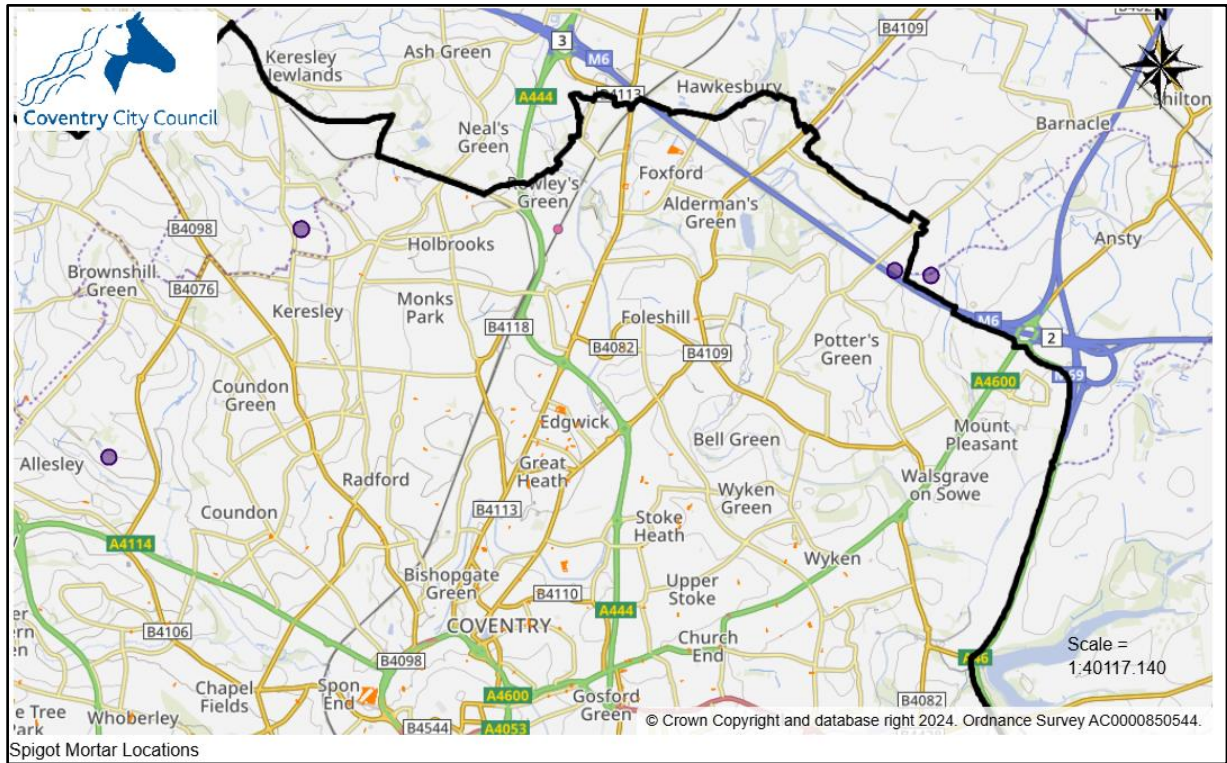 Coventry City Council
Keresley
Newlands
Ash Green
3
M6
B4109
N
A444
B4113
Hawkesbury
Shilton
Neal's
Green
Barnacle
Foxford
Rowley's
Green
Alderman's
Green
B4098
Holbrooks
Ansty
Brownshill
Green
B4076
Keresley
Monks
Park
B4118
Foleshill
M6
2
B4082
B4109
Potter's
Green
M69
A4600
Coundon
Green
Edgwick
Mount
Pleasant
Bell Green
Allesley
Great
Heath
Radford
Walsgrave
on Sowe
Wyken
Green
Coundon
B4113
Stoke
Heath
A4114
Wyken
Bishopgate
Green
Upper
Stoke
B4110
A444
COVENTRY
B4106
Church
End
Scale =
1:40117.140
B4098
A46
Chapel
Fields
Spon
End
A4600
Gosford
Green
B4082
e Tree
Park
Whoberley
B4544
A4053
© Crown Copyright and database right 2024. Ordnance Survey AC0000850544.
Spigot Mortar Locations